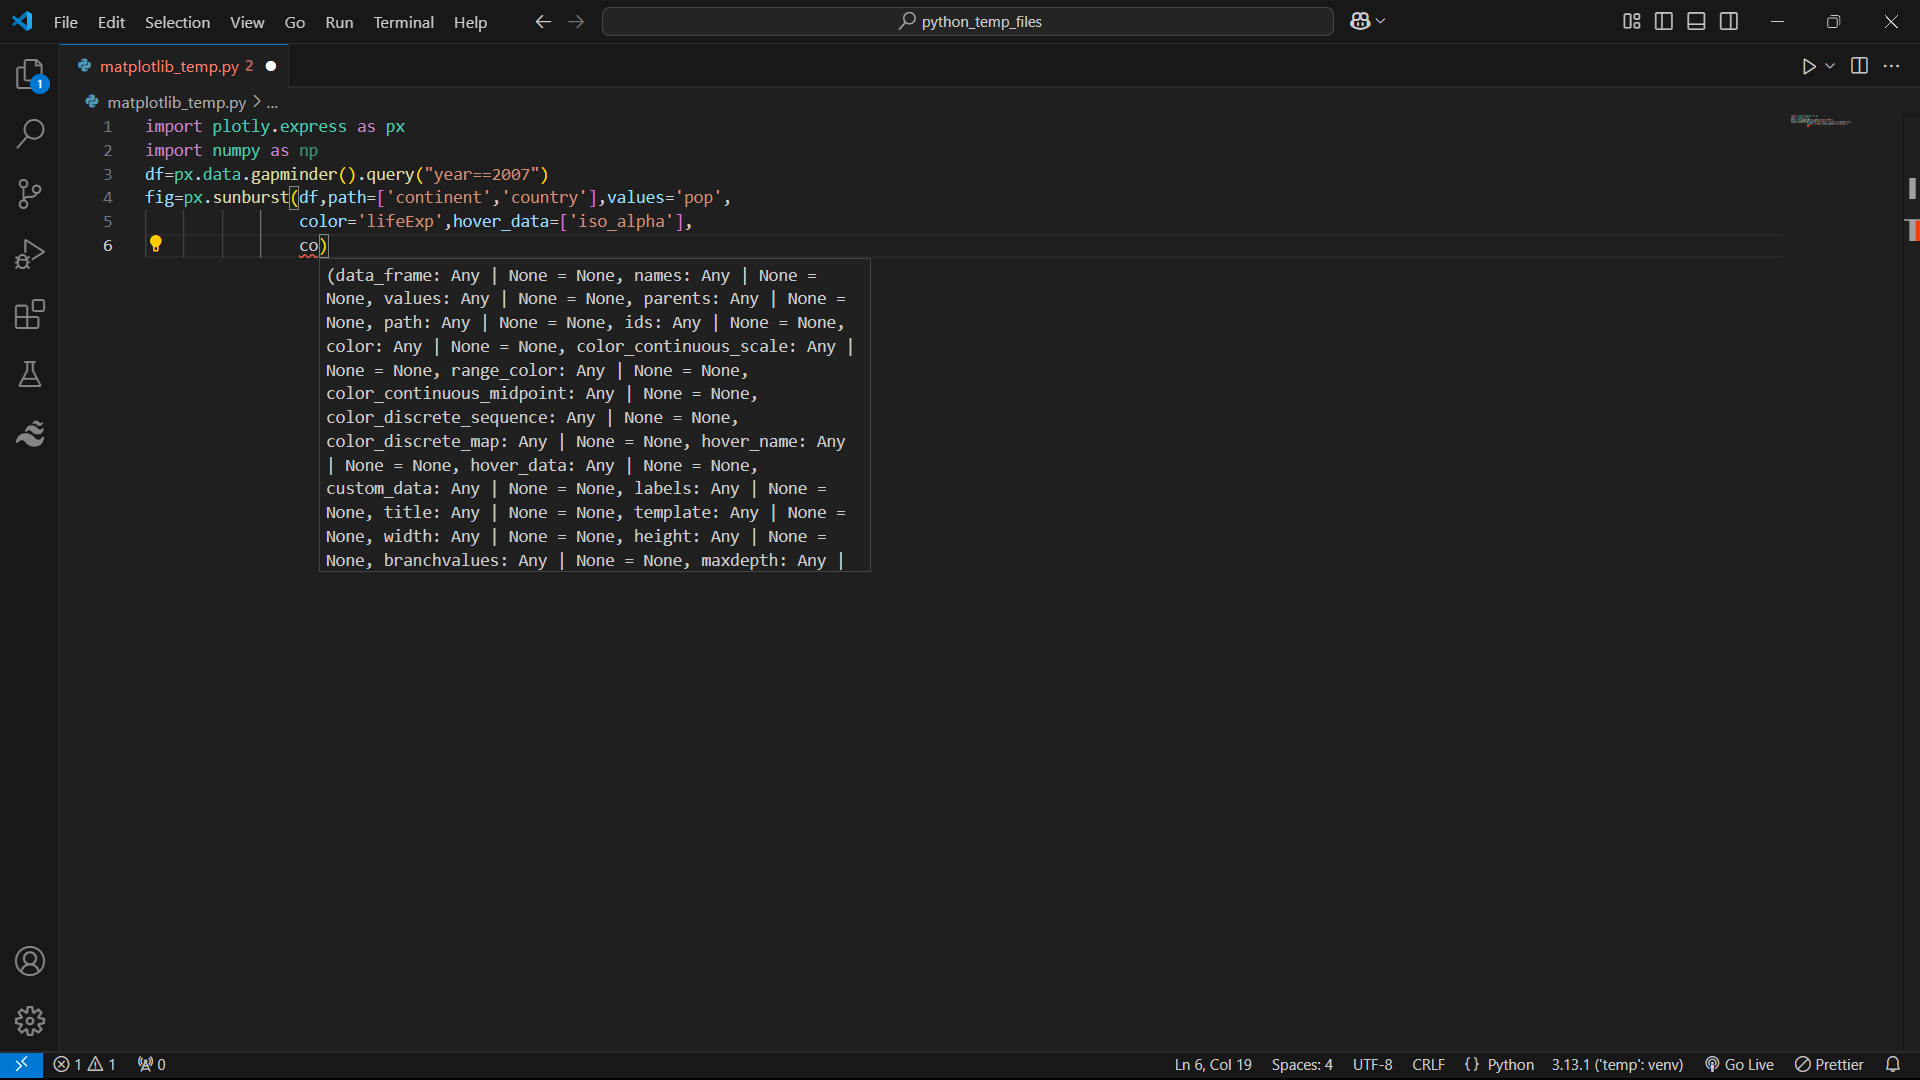 File Edit Selection View Go Run Terminal Help
python_temp_files
matplotlib_temp.py 2
matplotlib_temp.py > ...
1 import plotly.express as px
2 import numpy as np
3 df=px.data.gapminder().query("year==2007")
4 fig=px.sunburst(df,path=['continent','country'],values='pop',
5 color='lifeExp',hover_data=['iso_alpha'],
6 co)
(data_frame: Any | None = None, names: Any | None =
None, values: Any | None = None, parents: Any | None =
None, path: Any | None = None, ids: Any | None = None,
color: Any | None = None, color_continuous_scale: Any |
None = None, range_color: Any | None = None,
color_continuous_midpoint: Any | None = None,
color_discrete_sequence: Any | None = None,
color_discrete_map: Any | None = None, hover_name: Any
| None = None, hover_data: Any | None = None,
custom_data: Any | None = None, labels: Any | None =
None, title: Any | None = None, template: Any | None =
None, width: Any | None = None, height: Any | None =
None, branchvalues: Any | None = None, maxdepth: Any |
1
1 1 0 Ln 6, Col 19 Spaces: 4 UTF-8 CRLF {} Python 3.13.1 ('temp': venv) Go Live Prettier